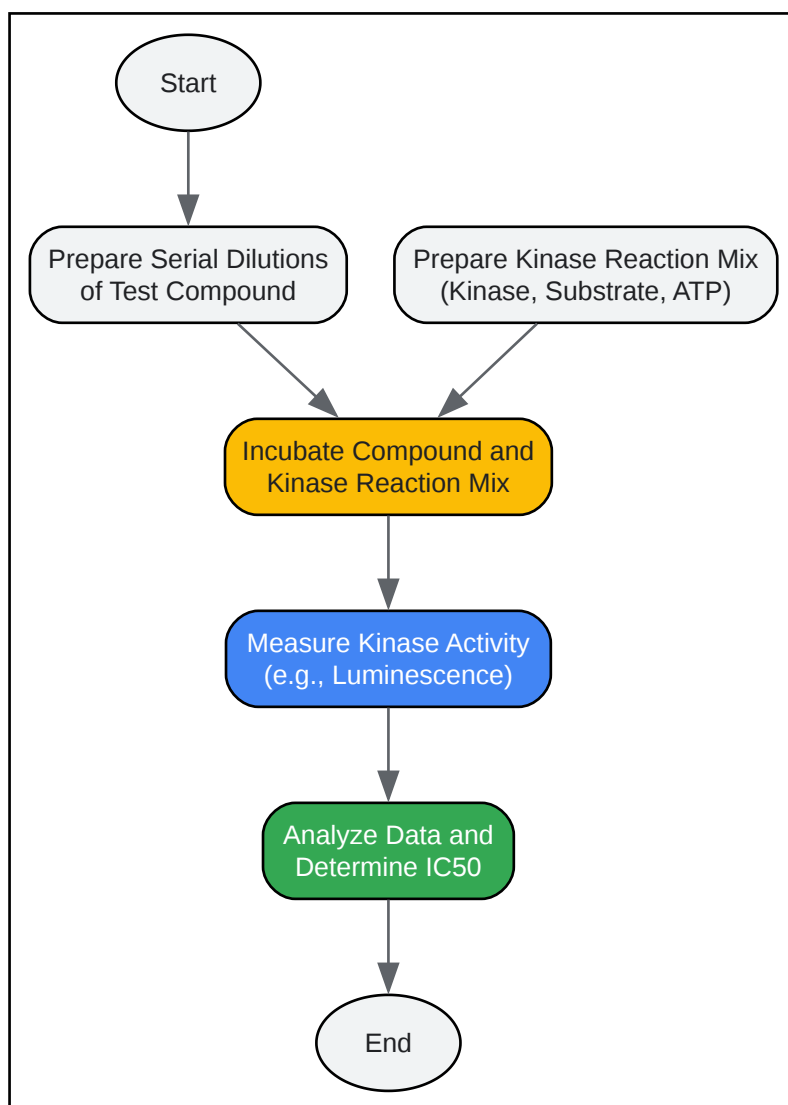 Start
Prepare Serial Dilutions
of Test Compound
Prepare Kinase Reaction Mix
(Kinase, Substrate, ATP)
Incubate Compound and
Kinase Reaction Mix
Measure Kinase Activity
(e.g., Luminescence)
Analyze Data and
Determine IC50
End